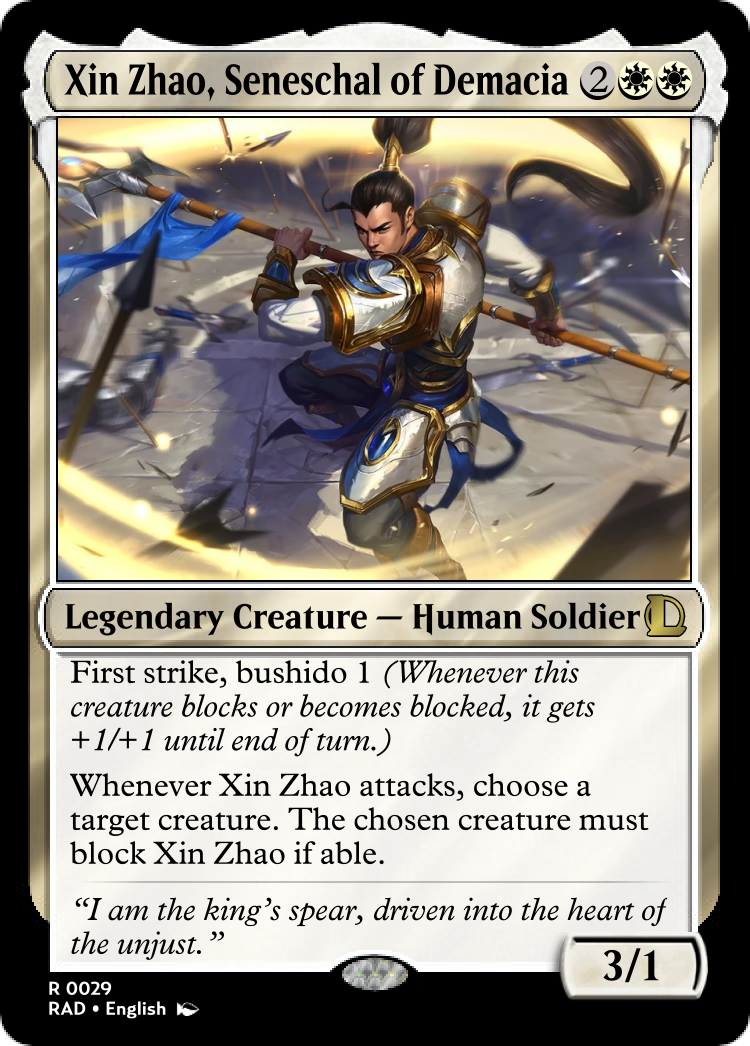 Xin Zhao, Seneschal of Demacia 2
Legendary Creature — Human Soldier
First strike, bushido 1 (Whenever this
creature blocks or becomes blocked, it gets
+1/+1 until end of turn.)
Whenever Xin Zhao attacks, choose a
target creature. The chosen creature must
block Xin Zhao if able.
“I am the king’s spear, driven into the heart of
the unjust.”
3/1
R 0029
RAD • English